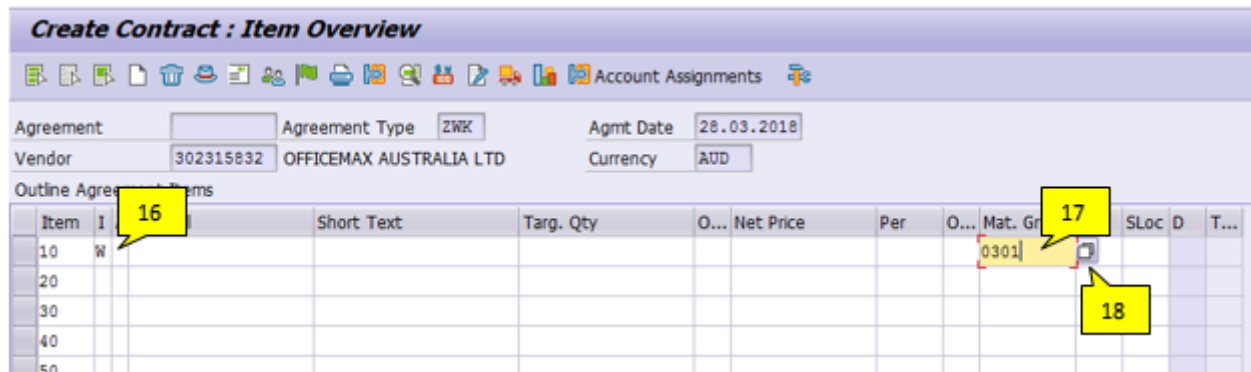 Create Contract : Item Overview
Account Assignments
Agreement Agreement Type ZWK Agmt Date 28.03.2018
Vendor 302315832 OFFICEMAX AUSTRALIA LTD Currency AUD
Outline Agreement Items
Item I 16 Short Text Targ. Qty O... Net Price Per O... Mat. Gr 17 SLoc D T...
10 W 0301
20 18
30
40
50